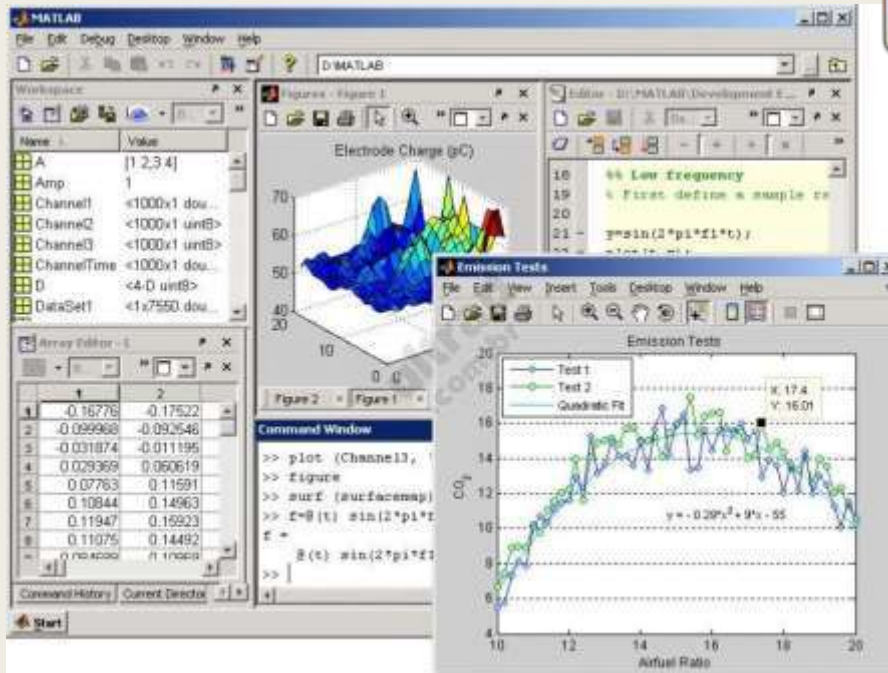 MATLAB
File Edit Debug Desktop Window Help
D:\MATLAB
Workspace
Name Value
A [1 2,3 4]
Amp 1
Channel1 <1000x1 dou...
Channel2 <1000x1 uint8>
Channel3 <1000x1 uint8>
ChannelTime <1000x1 dou...
D <4-D uint8>
DataSet1 <1x7550 dou...
Figures - Figure 1
Electrode Charge (pC)
70
60
50
40
20
10
0 0
Figure 2 Figure 1
Editor - D:\MATLAB\Development E...
18 %% Low frequency
19 % First define a sample
20
21 - y=sin(2*pi*f1*t);
Array Editor - 1
1 2
1 -0.16776 -0.17522
2 -0.099968 -0.092546
3 -0.031874 -0.011195
4 0.029369 0.060619
5 0.07763 0.11591
6 0.10844 0.14963
7 0.11947 0.15923
8 0.11075 0.14492
Command History Current Director
Start
Command Window
>> plot (Channel3,
>> figure
>> surf (surfacemap)
>> f=@(t) sin(2*pi*f
f =
@(t) sin(2*pi*f1
>>
Emission Tests
File Edit View Insert Tools Desktop Window Help
Emission Tests
Test 1
Test 2
Quadratic Fit
X: 17.4
Y: 16.01
y = - 0.29*x² + 9*x - 55
CO2
20
18
16
14
12
10
8
6
4
10 12 14 16 18 20
Airfuel Ratio